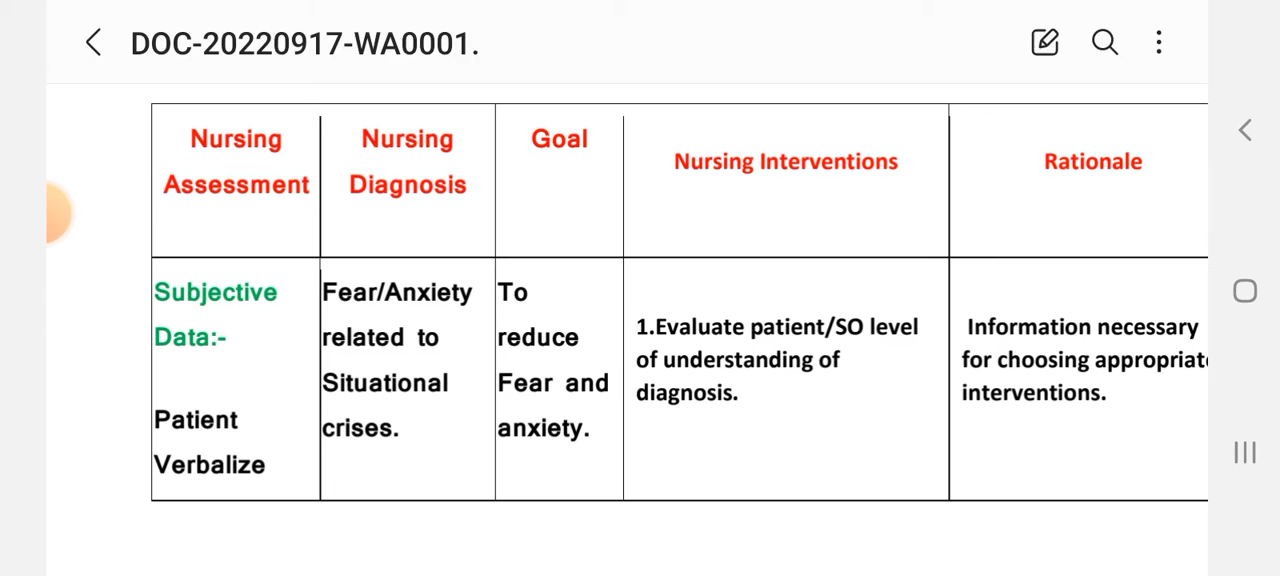 DOC-20220917-WA0001.
Nursing
Assessment
Nursing
Diagnosis
Goal
Nursing Interventions
Rationale
Subjective
Data:-
Patient
Verbalize
Fear/Anxiety
related to
Situational
crises.
To
reduce
Fear and
anxiety.
1.Evaluate patient/SO level
of understanding of
diagnosis.
Information necessary
for choosing appropriate
interventions.